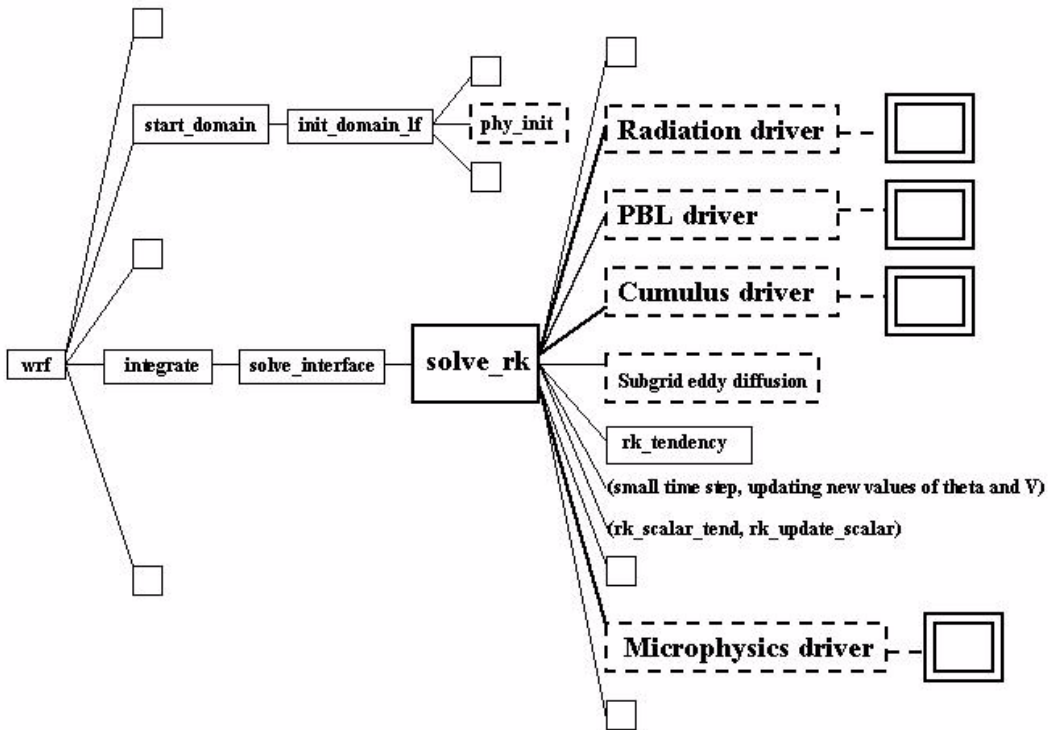 start_domain
init_domain_lf
phy_init
Radiation driver
PBL driver
Cumulus driver
wrf
integrate
solve_interface
solve_rk
Subgrid eddy diffusion
rk_tendency
(small time step, updating new values of theta and V)
(rk_scalar_tend, rk_update_scalar)
Microphysics driver